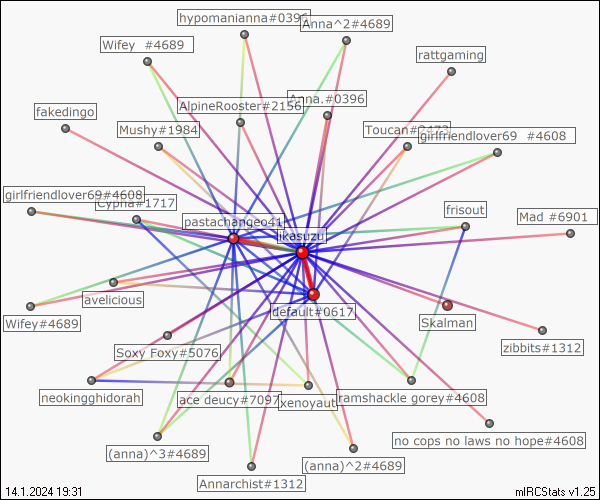 hypomanianna#0396
Anna^2#4689
Wifey #4689
rattgaming
AlpineRooster#2156
Anna.#0396
fakedingo
Mushy#1984
girlfriendlover69 #4608
girlfriendlover69#4608
Cypha#1717
frisout
pastachangeo41
Mad #6901
likasuzu
avelicious
default#0617
Wifey#4689
Skalman
Soxy Foxy#5076
zibbits#1312
neokingghidorah
ace deucy#7097
xenoyaut
ramshackle gorey#4608
no cops no laws no hope#4608
(anna)^3#4689
(anna)^2#4689
Annarchist#1312
14.1.2024 19:31
mIRCStats v1.25